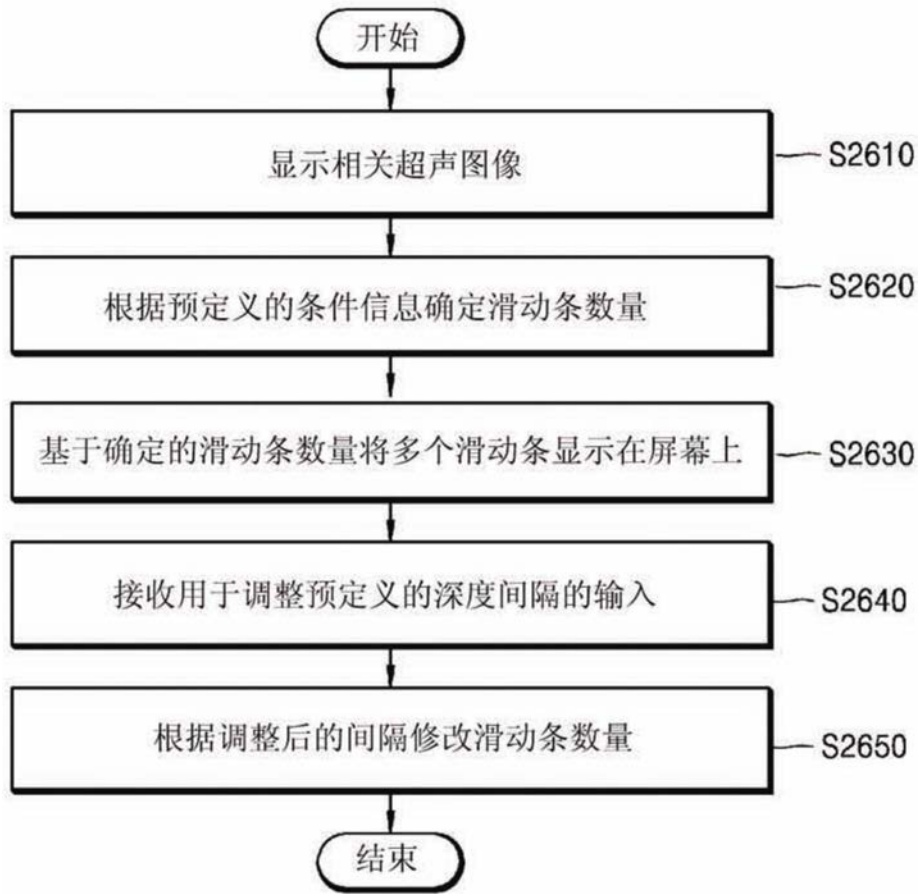 开始
显示相关超声图像
S2610
根据预定义的条件信息确定滑动条数量
S2620
基于确定的滑动条数量将多个滑动条显示在屏幕上
S2630
接收用于调整预定义的深度间隔的输入
S2640
根据调整后的间隔修改滑动条数量
S2650
结束